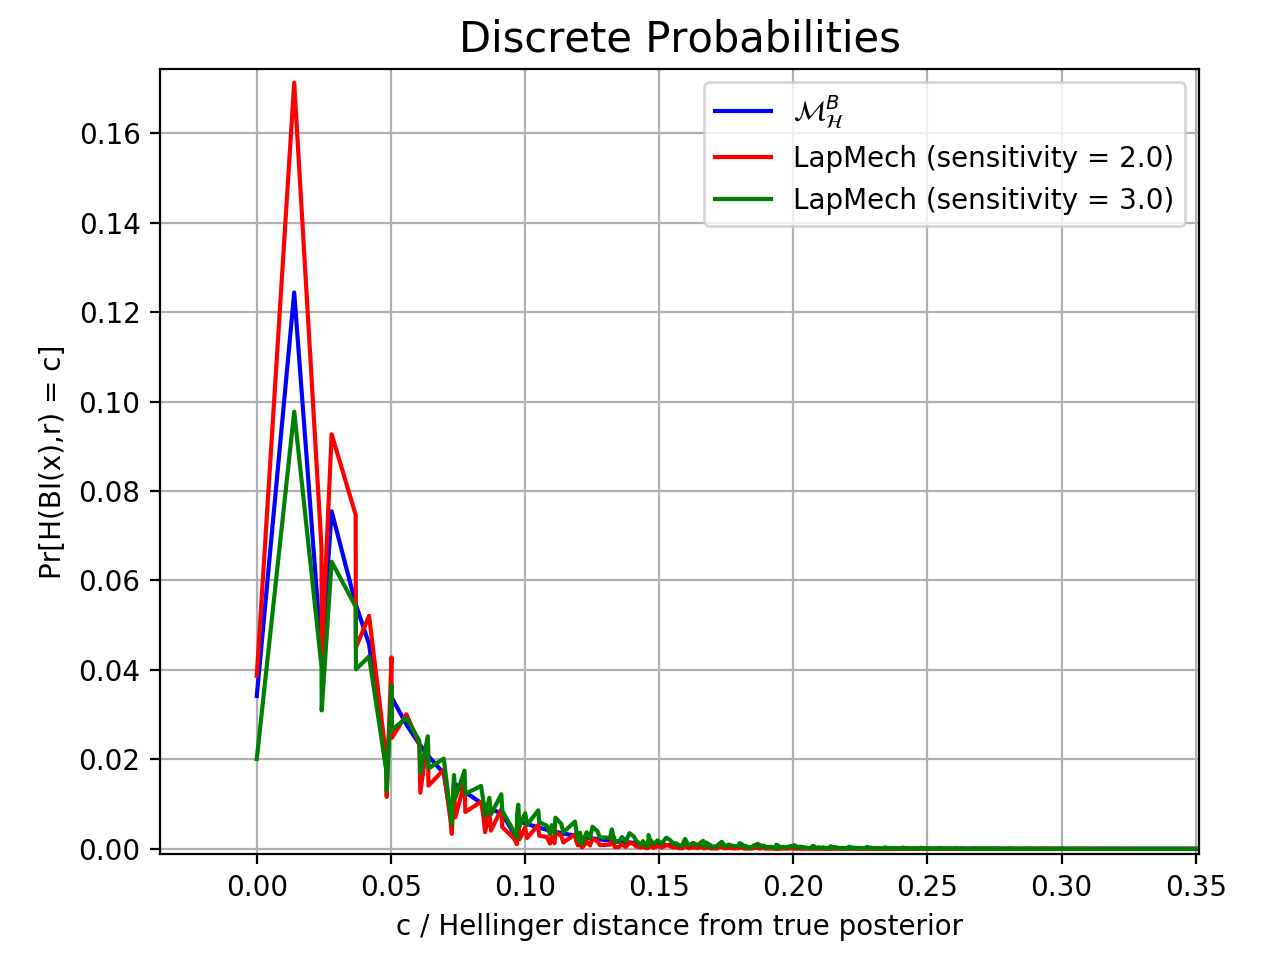 Discrete Probabilities
$\mathcal{M}_{\mathcal{H}}^{B}$
LapMech (sensitivity = 2.0)
LapMech (sensitivity = 3.0)
Pr[H(BI(x),r) = c]
0.16
0.14
0.12
0.10
0.08
0.06
0.04
0.02
0.00
0.00 0.05 0.10 0.15 0.20 0.25 0.30 0.35
c / Hellinger distance from true posterior